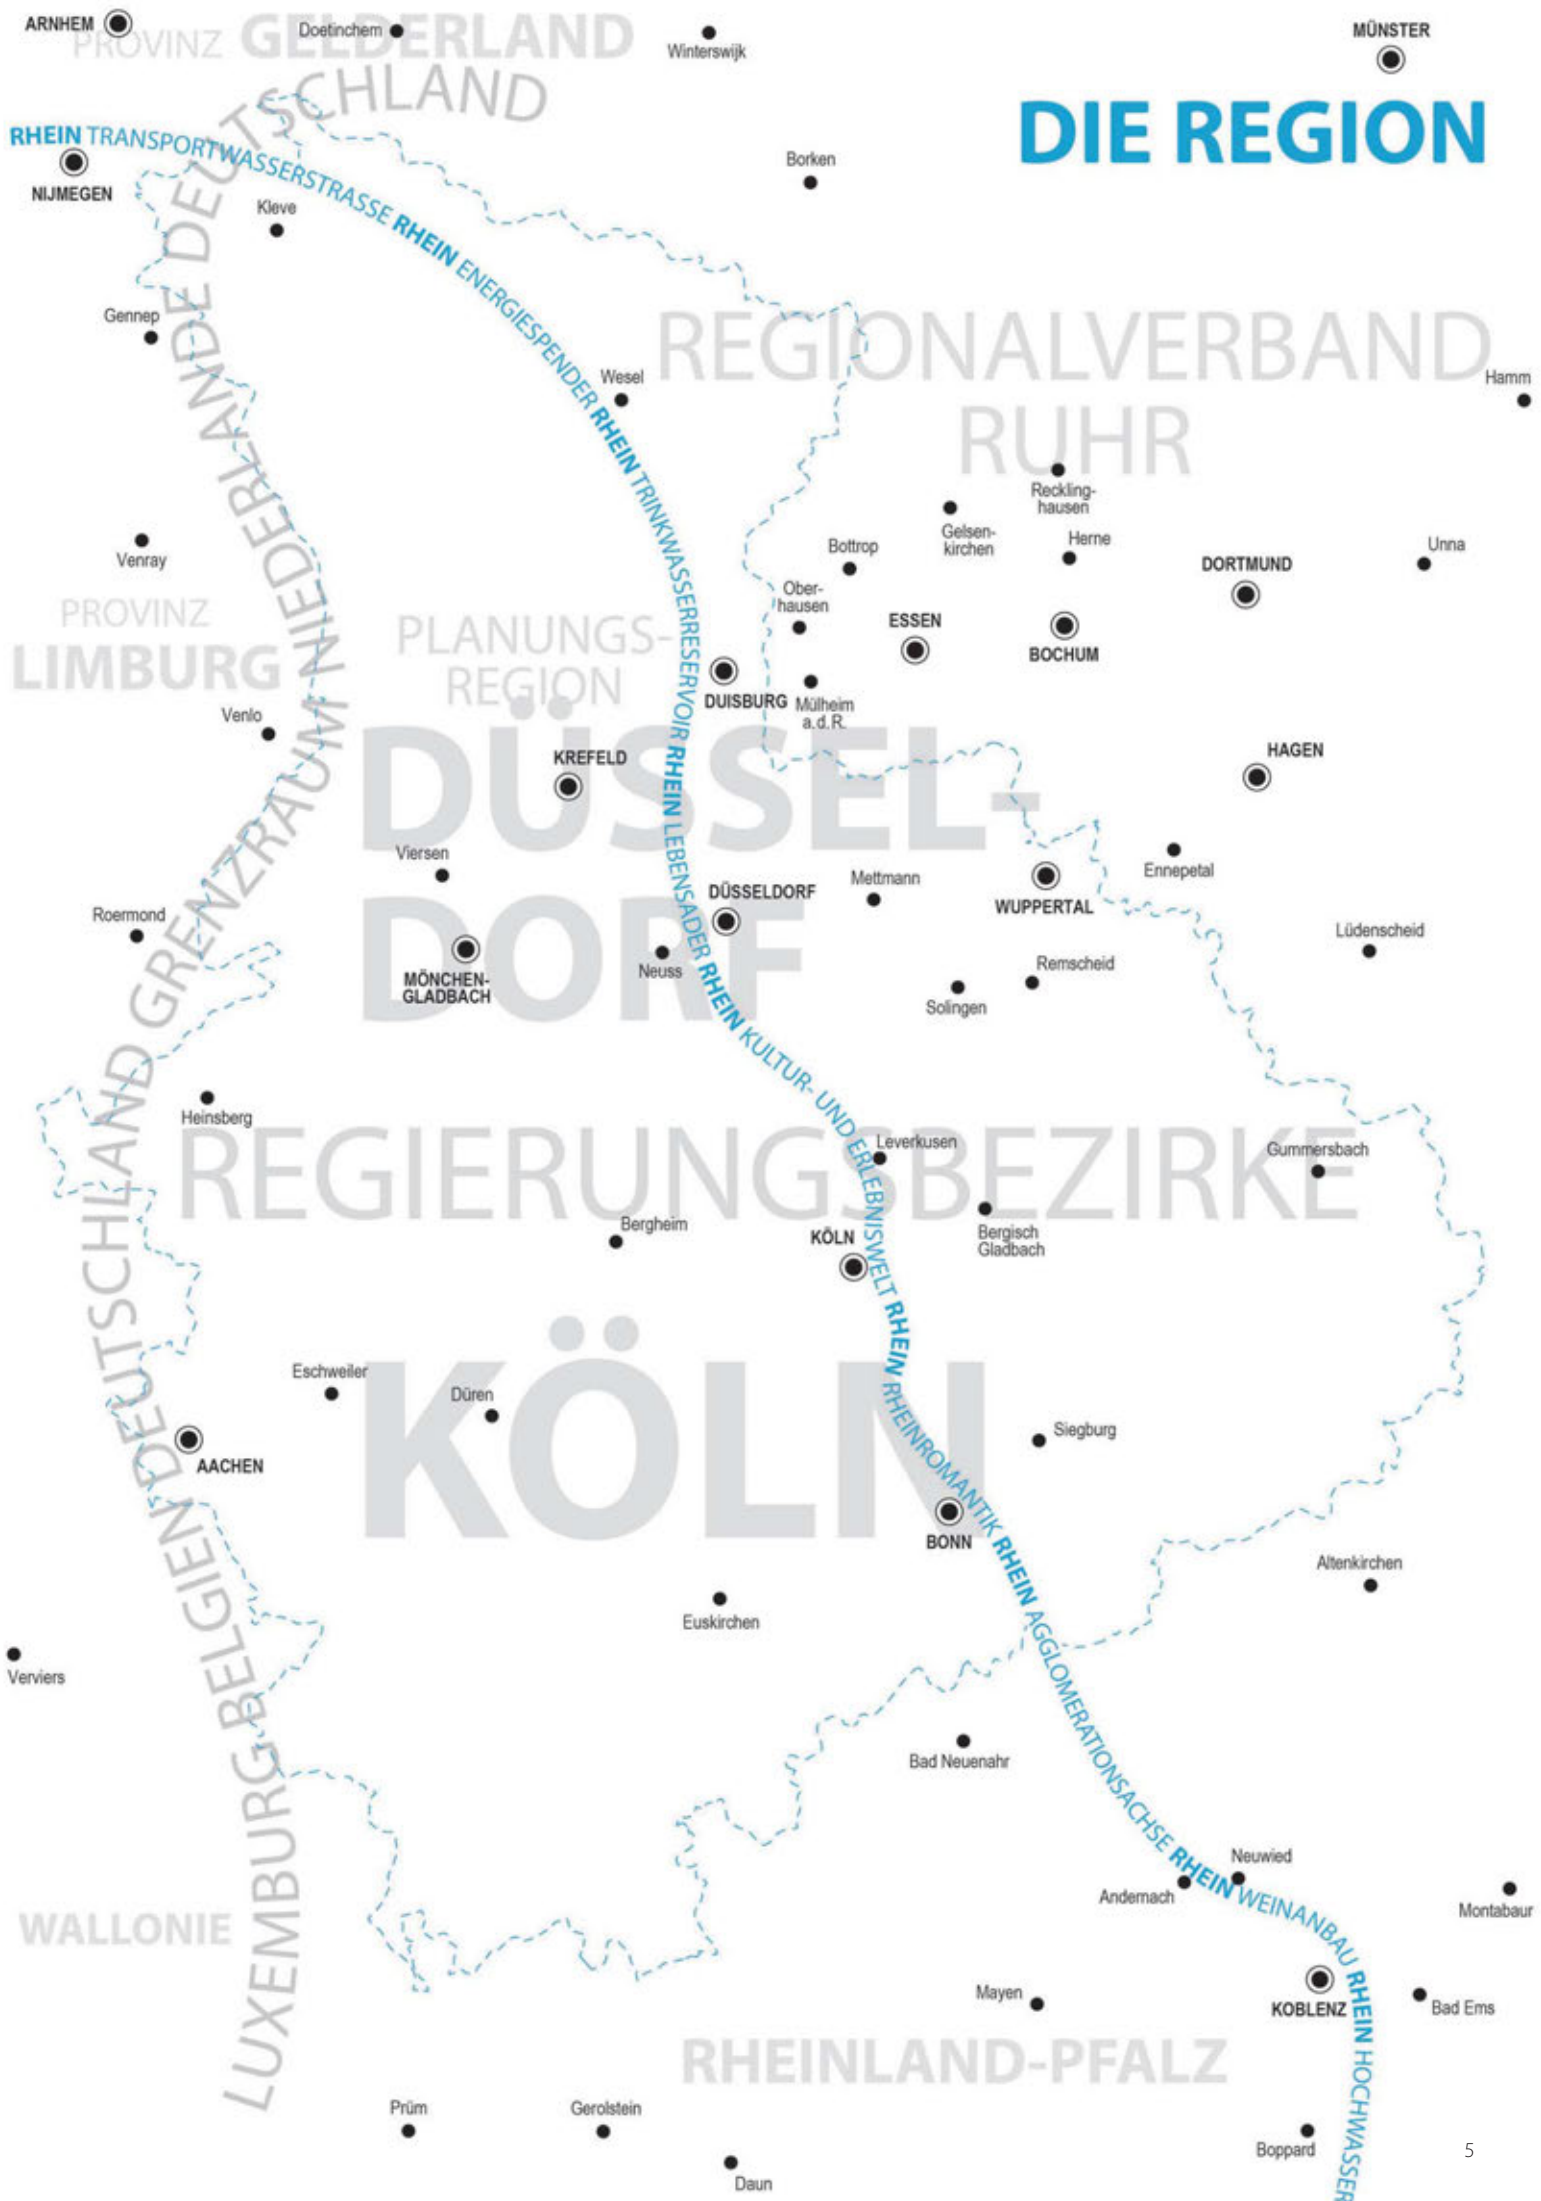 ARNHEM
PROVINZ GELDERLAND
Doetinchem
Winterswijk
MÜNSTER
DIE REGION
RHEIN TRANSPORTWASSERSTRASSE RHEIN ENERGIESPENDER RHEIN TRINKWASSERRESERVOIR RHEIN LEBENSADER RHEIN KULTUR- UND ERLEBNISWELT RHEIN RHEINROMANTIK RHEIN AGGLOMERATIONSACHSE RHEIN WEINANBAU RHEIN HOCHWASSER
LUXEMBURG BELGIEN DEUTSCHLAND GRENZRAUM NIEDERLANDE DEUTSCHLAND
NIJMEGEN
Borken
Kleve
Gennep
REGIONALVERBAND
RUHR
Wesel
Hamm
Reckling-
hausen
Gelsen-
kirchen
Herne
Venray
Bottrop
DORTMUND
Unna
Ober-
hausen
PROVINZ
LIMBURG
PLANUNGS-
REGION
ESSEN
BOCHUM
DUISBURG
Mülheim
a.d.R.
Venlo
DÜSSEL-
DORF
KREFELD
HAGEN
Viersen
Mettmann
Ennepetal
DÜSSELDORF
WUPPERTAL
Roermond
Lüdenscheid
MÖNCHEN-
GLADBACH
Neuss
Remscheid
Solingen
Heinsberg
REGIERUNGSBEZIRKE
Leverkusen
Gummersbach
Bergheim
KÖLN
Bergisch
Gladbach
KÖLN
Eschweiler
Düren
Siegburg
AACHEN
BONN
Altenkirchen
Euskirchen
Verviers
Bad Neuenahr
Neuwied
Andernach
Montabaur
WALLONIE
Mayen
KOBLENZ
Bad Ems
RHEINLAND-PFALZ
Prüm
Gerolstein
Boppard
Daun
5